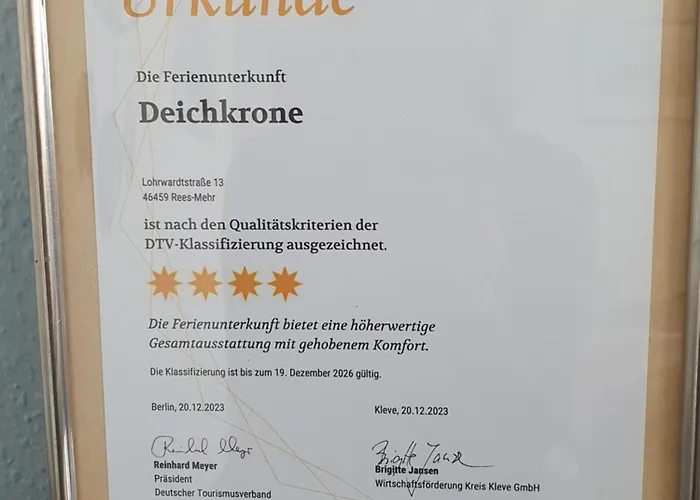 Urkunde
Die Ferienunterkunft
Deichkrone
Lohrwardtstraße 13
46459 Rees-Mehr
ist nach den Qualitätskriterien der
DTV-Klassifizierung ausgezeichnet.
Die Ferienunterkunft bietet eine höherwertige
Gesamtausstattung mit gehobenem Komfort.
Die Klassifizierung ist bis zum 19. Dezember 2026 gültig.
Berlin, 20.12.2023
Kleve, 20.12.2023
Reinhard Meyer
Präsident
Deutscher Tourismusverband
Brigitte Jansen
Wirtschaftsförderung Kreis Kleve GmbH